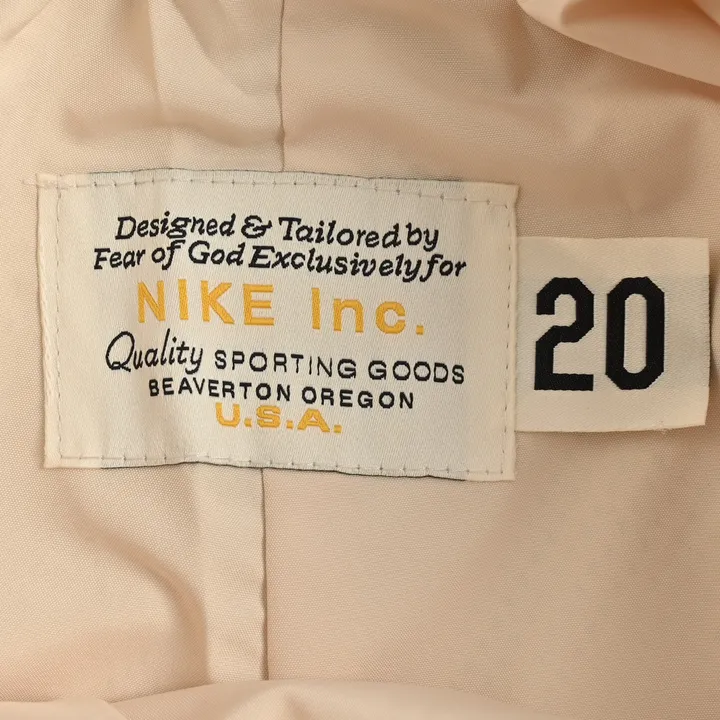 Designed & Tailored by
Fear of God Exclusively for
NIKE Inc.
Quality SPORTING GOODS
BEAVERTON OREGON
U.S.A.
20